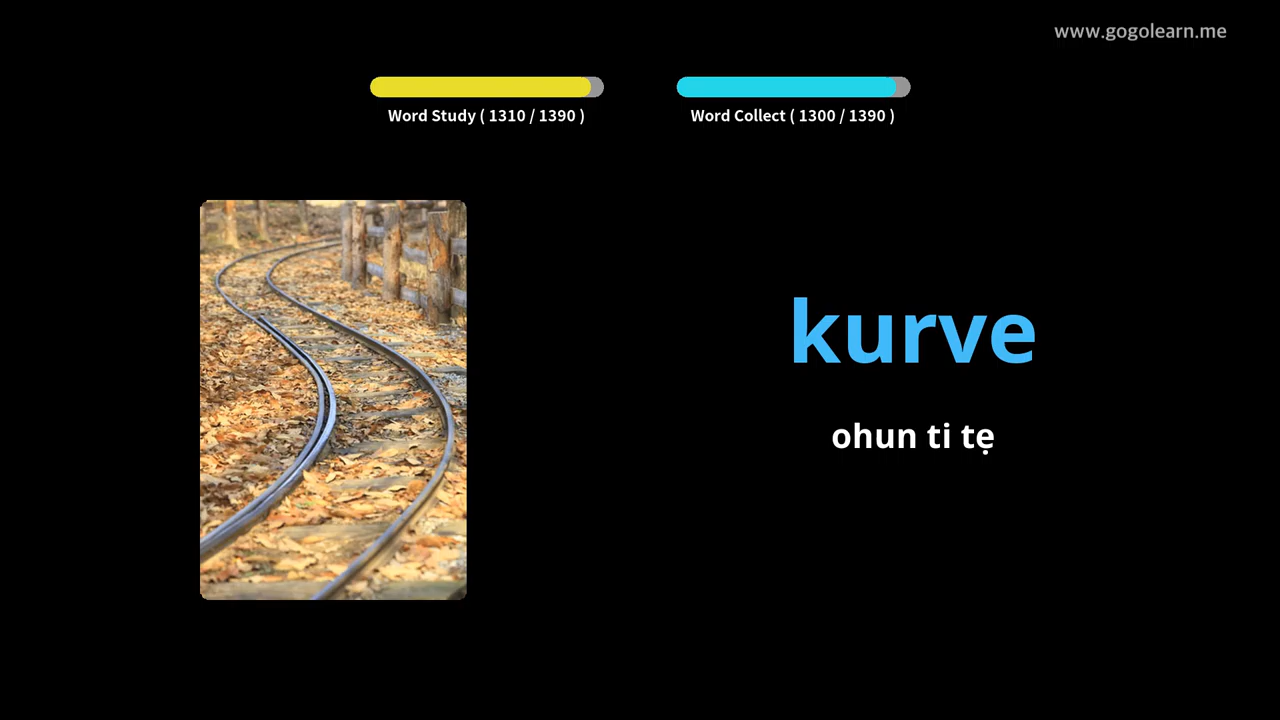 www.gogolearn.me
Word Study ( 1310 / 1390 )
Word Collect ( 1300 / 1390 )
kurve
ohun ti tẹ